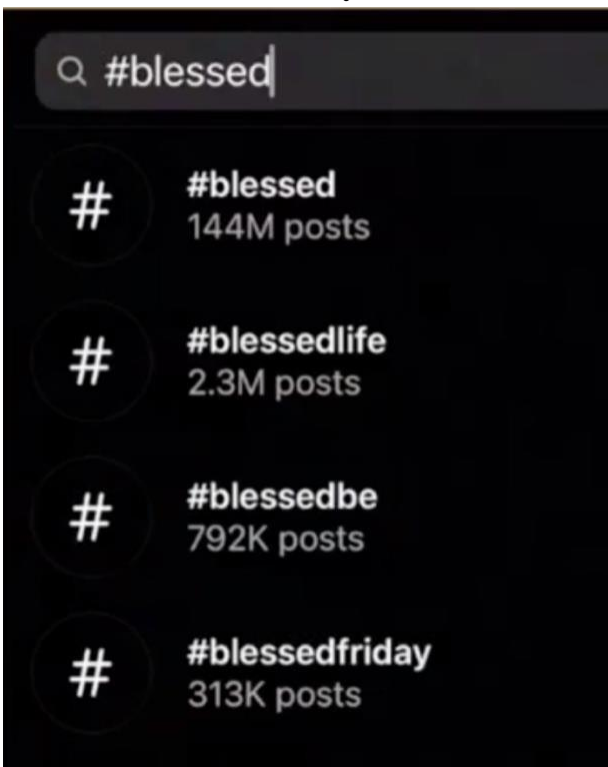 #blessed
# #blessed
144M posts
# #blessedlife
2.3M posts
# #blessedbe
792K posts
# #blessedfriday
313K posts